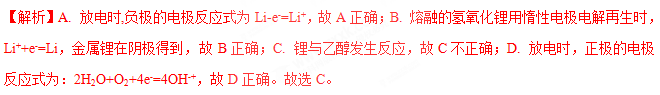 【解析】A. 放电时,负极的电极反应式为 Li-e⁻=Li⁺，故 A 正确；B. 熔融的氢氧化锂用惰性电极电解再生时，
Li⁺+e⁻=Li，金属锂在阴极得到，故 B 正确；C. 锂与乙醇发生反应，故 C 不正确；D. 放电时，正极的电极
反应式为：2H₂O+O₂+4e⁻=4OH⁻⁺，故 D 正确。故选 C。